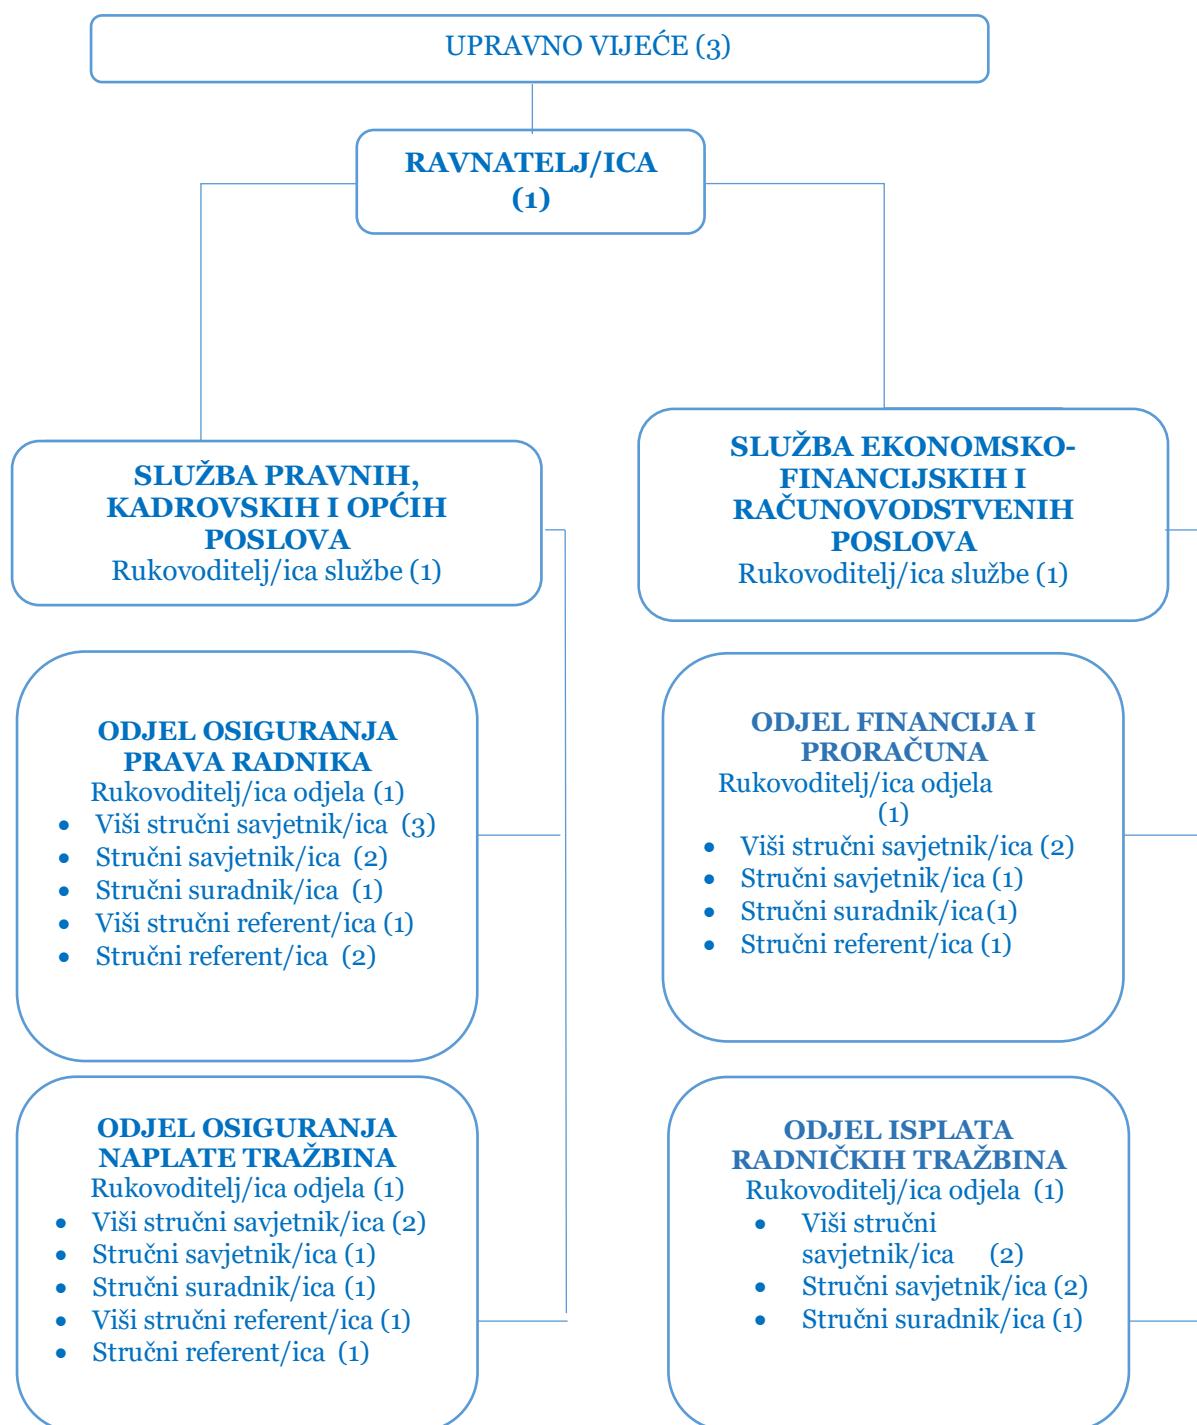 UPRAVNO VIJEĆE (3)
RAVNATELJ/ICA
(1)
SLUŽBA PRAVNIH,
KADROVSKIH I OPĆIH
POSLOVA
Rukovoditelj/ica službe (1)
SLUŽBA EKONOMSKO-
FINANCIJSKIH I
RAČUNOVODSTVENIH
POSLOVA
Rukovoditelj/ica službe (1)
ODJEL OSIGURANJA
PRAVA RADNIKA
Rukovoditelj/ica odjela (1)
• Viši stručni savjetnik/ica (3)
• Stručni savjetnik/ica (2)
• Stručni suradnik/ica (1)
• Viši stručni referent/ica (1)
• Stručni referent/ica (2)
ODJEL FINANCIJA I
PRORAČUNA
Rukovoditelj/ica odjela
(1)
• Viši stručni savjetnik/ica (2)
• Stručni savjetnik/ica (1)
• Stručni suradnik/ica (1)
• Stručni referent/ica (1)
ODJEL OSIGURANJA
NAPLATE TRAŽBINA
Rukovoditelj/ica odjela (1)
• Viši stručni savjetnik/ica (2)
• Stručni savjetnik/ica (1)
• Stručni suradnik/ica (1)
• Viši stručni referent/ica (1)
• Stručni referent/ica (1)
ODJEL ISPLATA
RADNIČKIH TRAŽBINA
Rukovoditelj/ica odjela (1)
• Viši stručni
savjetnik/ica (2)
• Stručni savjetnik/ica (2)
• Stručni suradnik/ica (1)